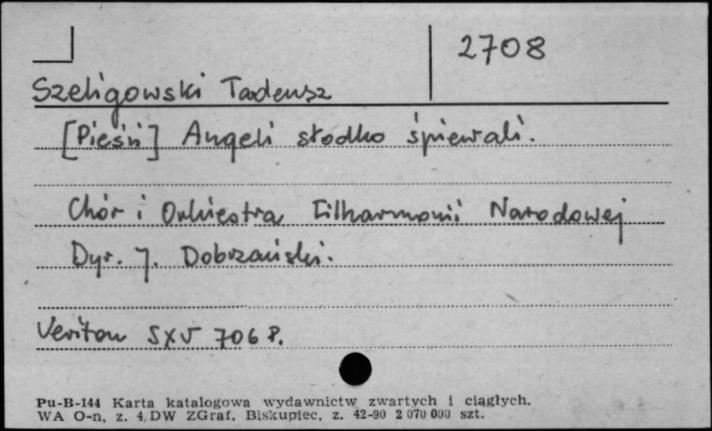 2708
Szeligowski Tadeusz
[Pieśń] Angeli słodko śpiewali.
Chór i Orkiestra Filharmonii Narodowej
Dyr. J. Dobrzański.
Veriton SXV 706 P.
Pu-B-144 Karta katalogowa wydawnictw zwartych i ciągłych.
WA O-n, z. 4, DW ZGraf. Biskupiec, z. 42-90 2 070 000 szt.